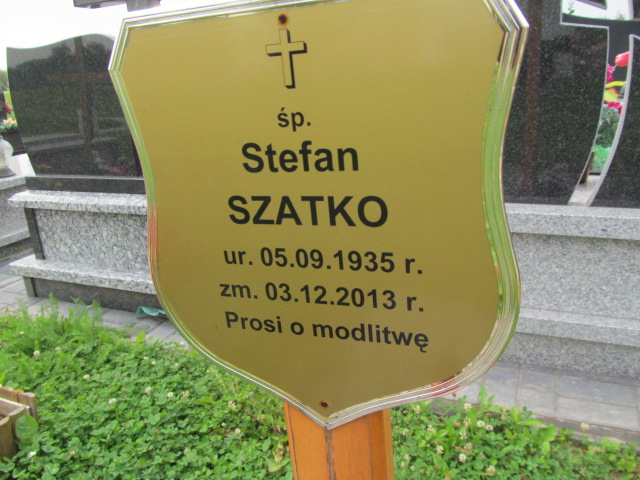 śp.
Stefan
SZATKO
ur. 05.09.1935 r.
zm. 03.12.2013 r.
Prosi o modlitwę